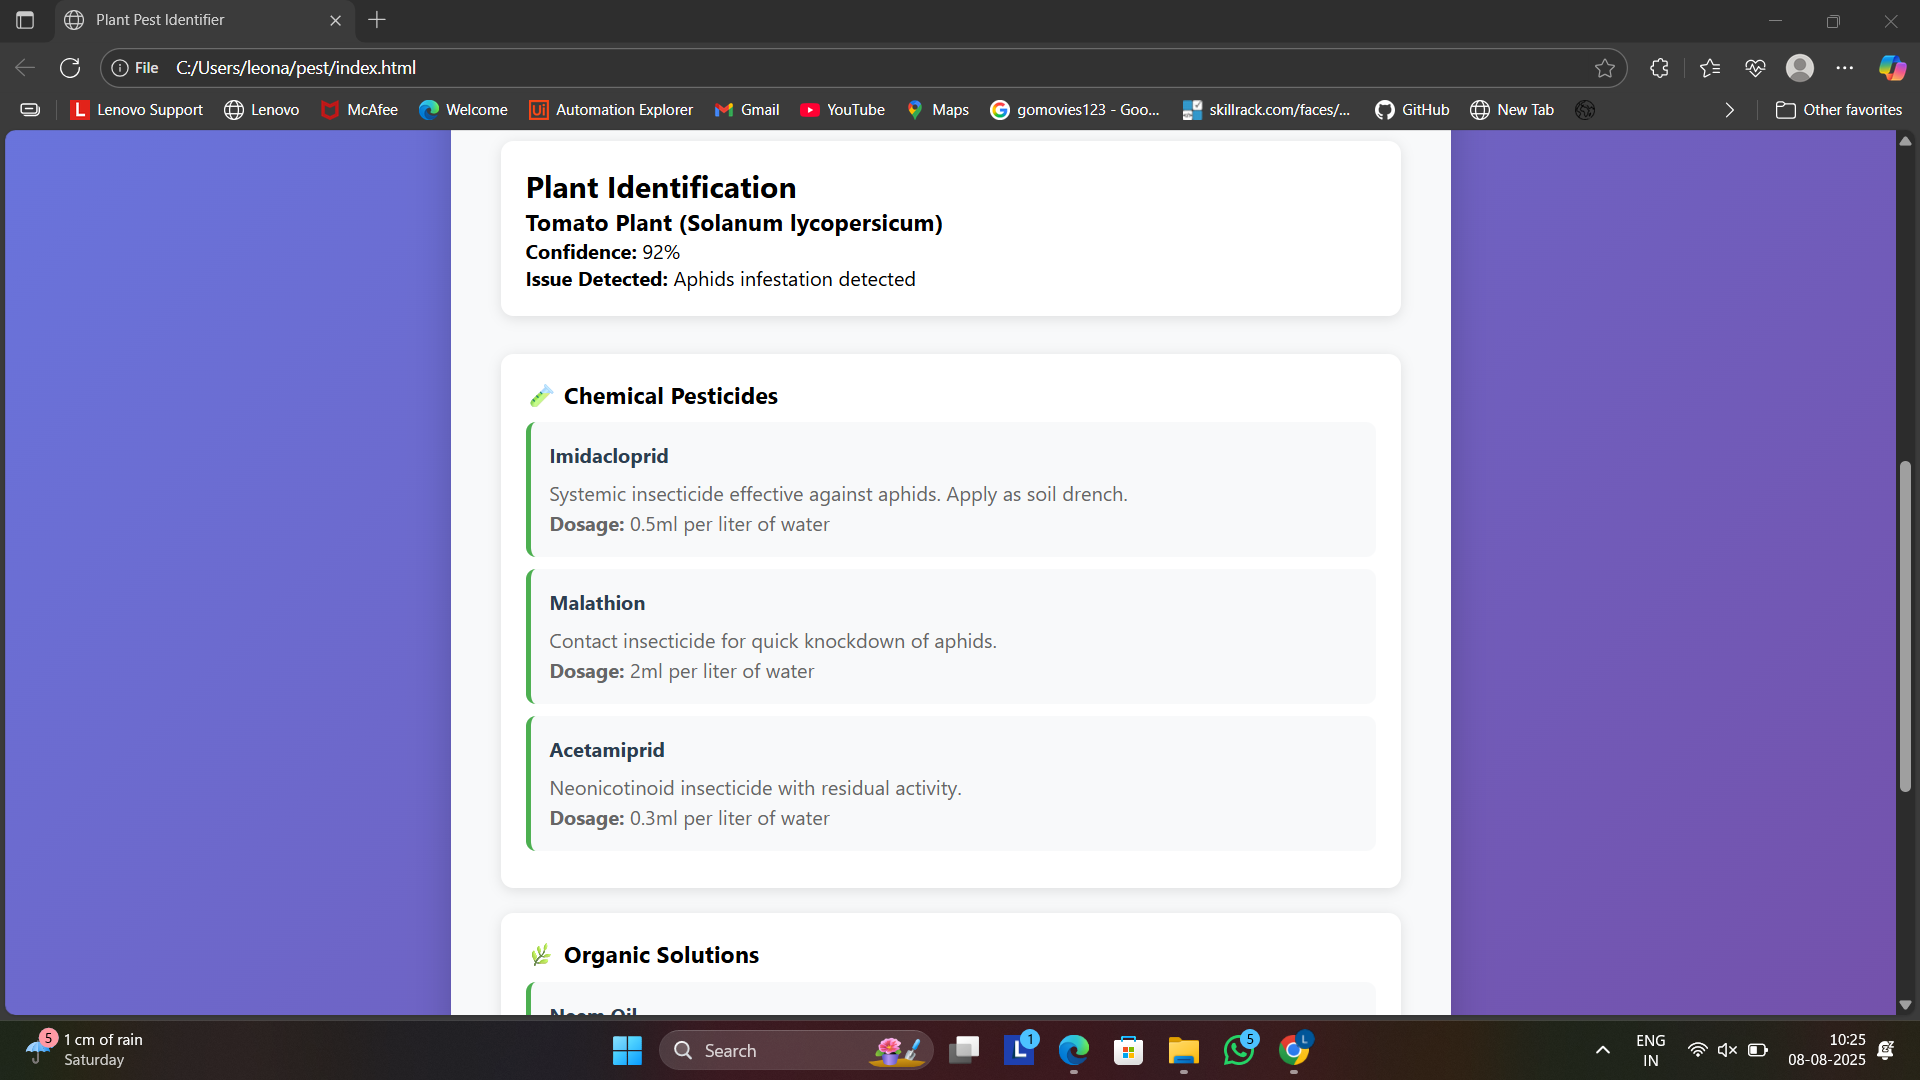 Plant Pest Identifier
File C:/Users/leona/pest/index.html
Lenovo Support Lenovo McAfee Welcome Automation Explorer Gmail YouTube Maps gomovies123 - Goo... skillrack.com/faces/... GitHub New Tab Other favorites
Plant Identification
Tomato Plant (Solanum lycopersicum)
Confidence: 92%
Issue Detected: Aphids infestation detected
Chemical Pesticides
Imidacloprid
Systemic insecticide effective against aphids. Apply as soil drench.
Dosage: 0.5ml per liter of water
Malathion
Contact insecticide for quick knockdown of aphids.
Dosage: 2ml per liter of water
Acetamiprid
Neonicotinoid insecticide with residual activity.
Dosage: 0.3ml per liter of water
Organic Solutions
Neem Oil
5 1 cm of rain
Saturday
Search
1
5
L
ENG
IN
10:25
08-08-2025